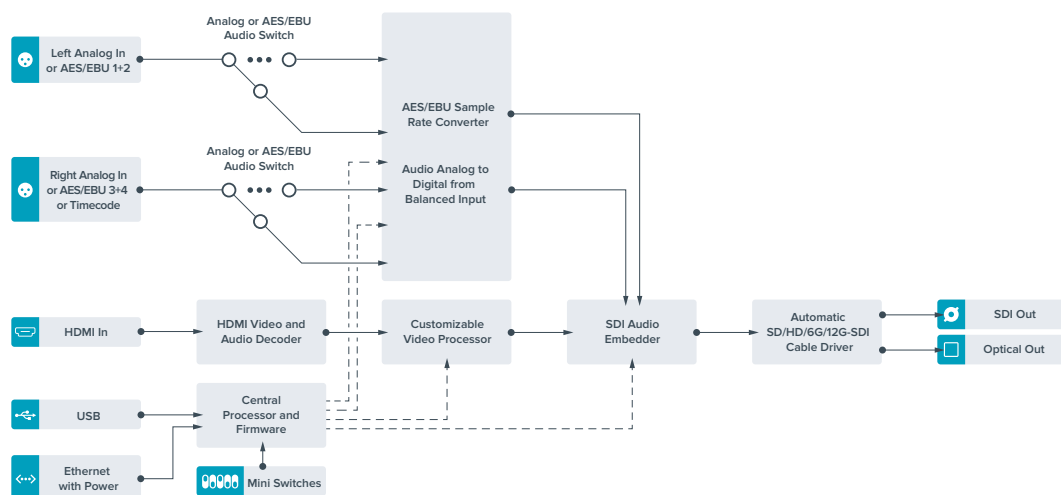 Analog or AES/EBU
Audio Switch
Left Analog In
or AES/EBU 1+2
AES/EBU Sample
Rate Converter
Analog or AES/EBU
Audio Switch
Right Analog In
or AES/EBU 3+4
or Timecode
Audio Analog to
Digital from
Balanced Input
HDMI In
HDMI Video and
Audio Decoder
Customizable
Video Processor
SDI Audio
Embedder
Automatic
SD/HD/6G/12G-SDI
Cable Driver
SDI Out
Optical Out
USB
Central
Processor and
Firmware
Ethernet
with Power
Mini Switches